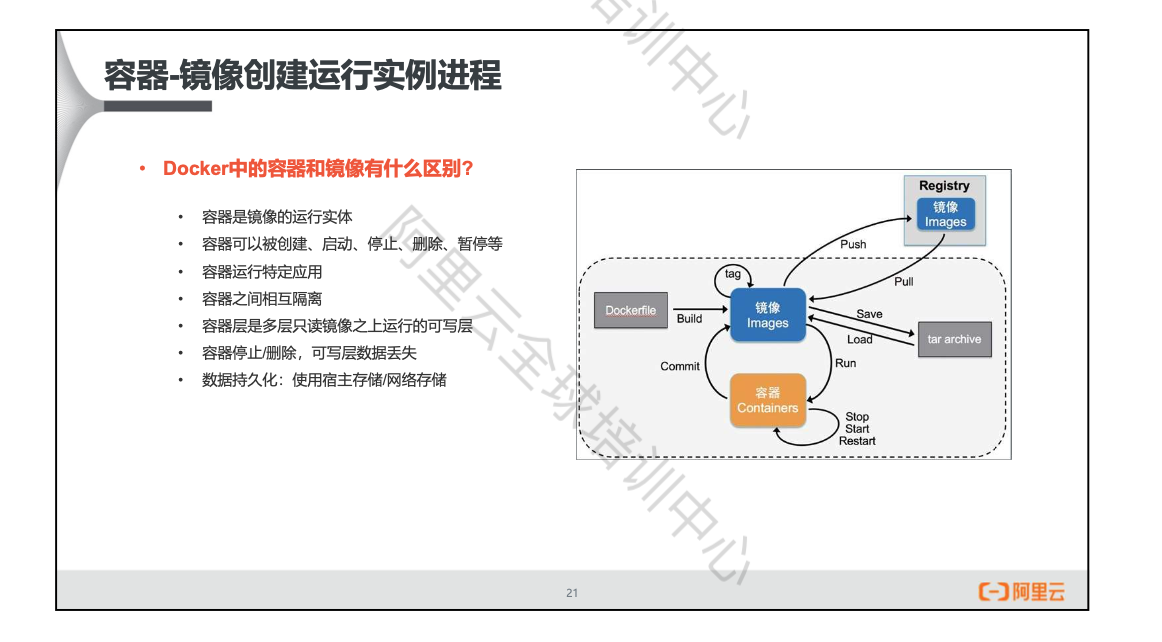 容器-镜像创建运行实例进程
• Docker中的容器和镜像有什么区别?
• 容器是镜像的运行实体
• 容器可以被创建、启动、停止、删除、暂停等
• 容器运行特定应用
• 容器之间相互隔离
• 容器层是多层只读镜像之上运行的可写层
• 容器停止/删除，可写层数据丢失
• 数据持久化：使用宿主存储/网络存储
Registry
镜像
Images
Push
Pull
tag
Dockerfile
Build
镜像
Images
Save
Load
tar archive
Commit
Run
容器
Containers
Stop
Start
Restart
阿里云全球培训中心
培训中心
21
阿里云